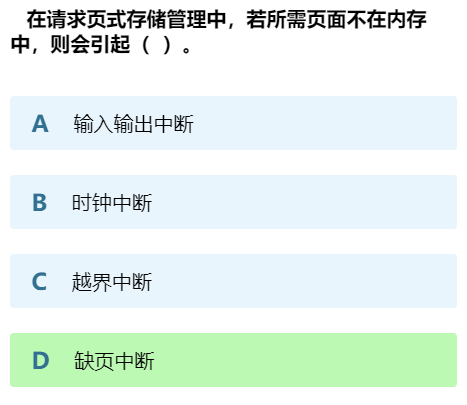 在请求页式存储管理中，若所需页面不在内存
中，则会引起（ ）。
A 输入输出中断
B 时钟中断
C 越界中断
D 缺页中断